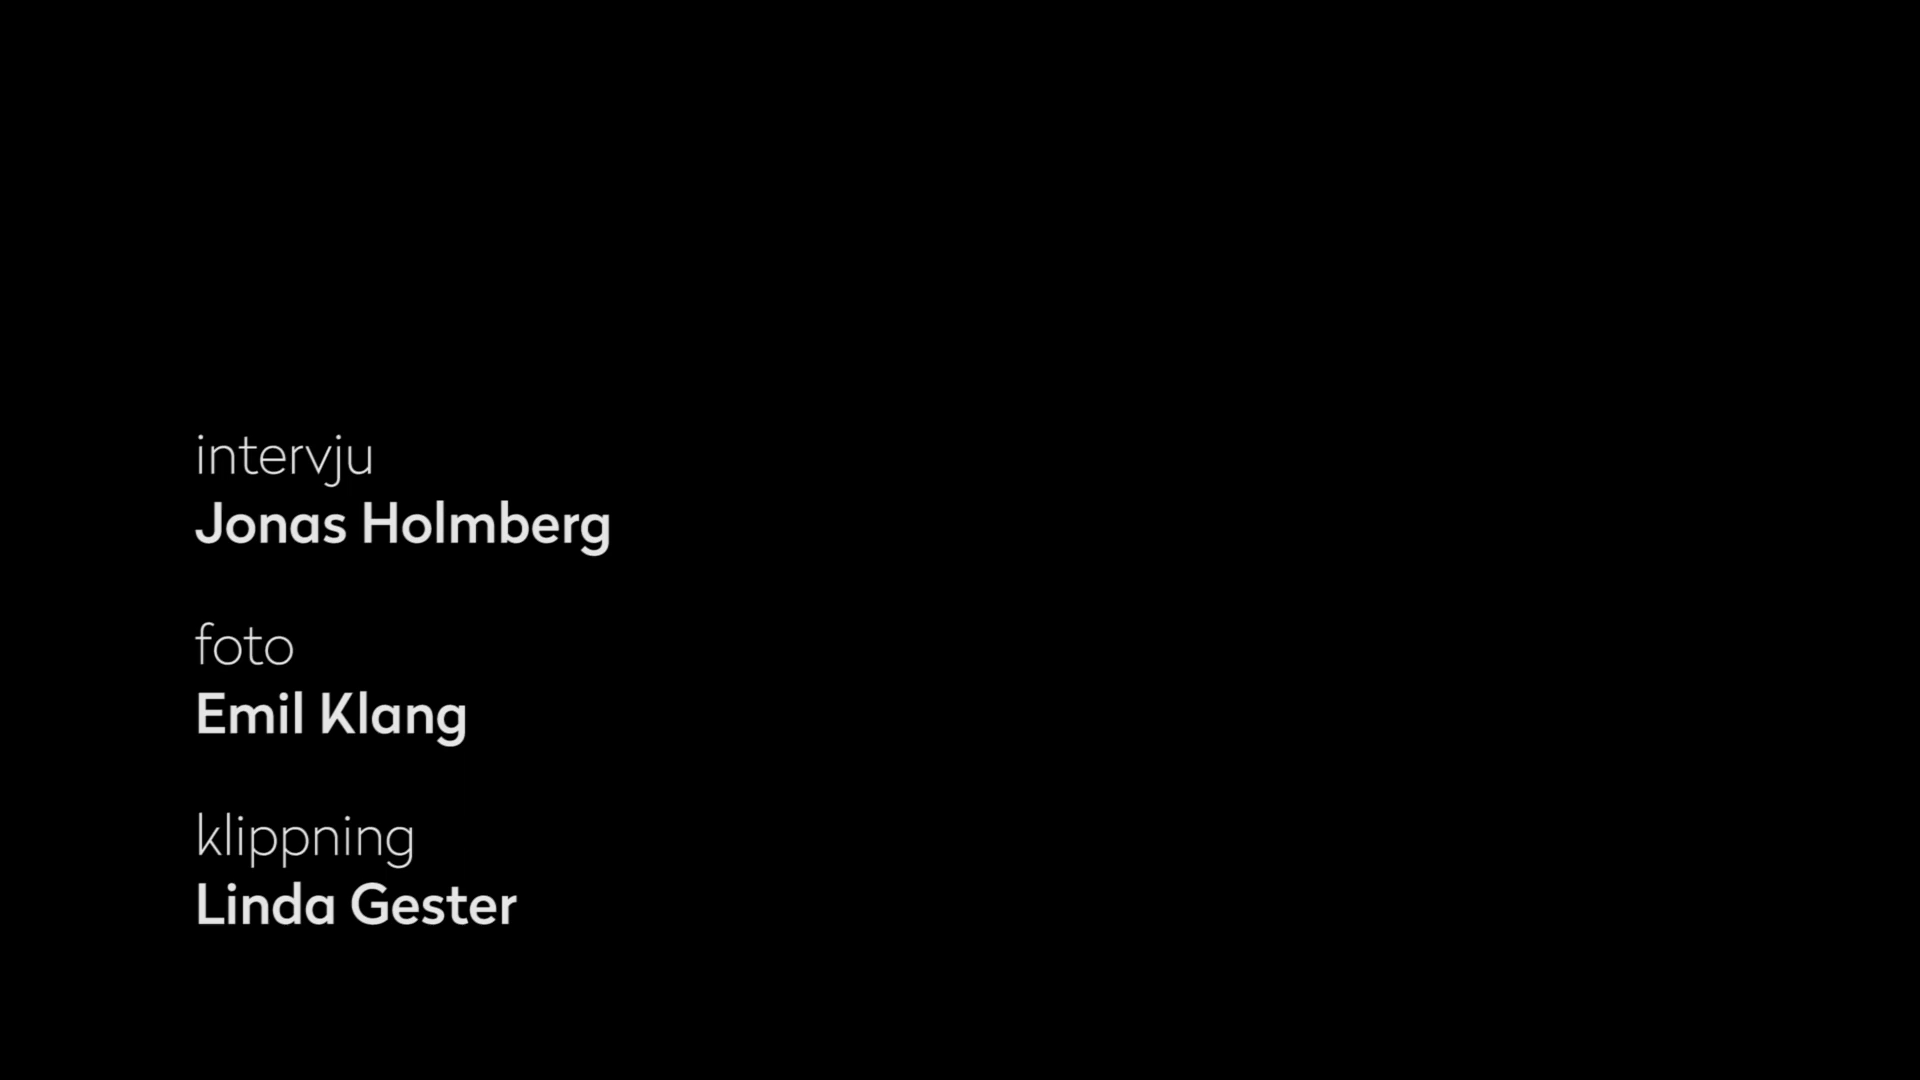 intervju
Jonas Holmberg
foto
Emil Klang
klippning
Linda Gester